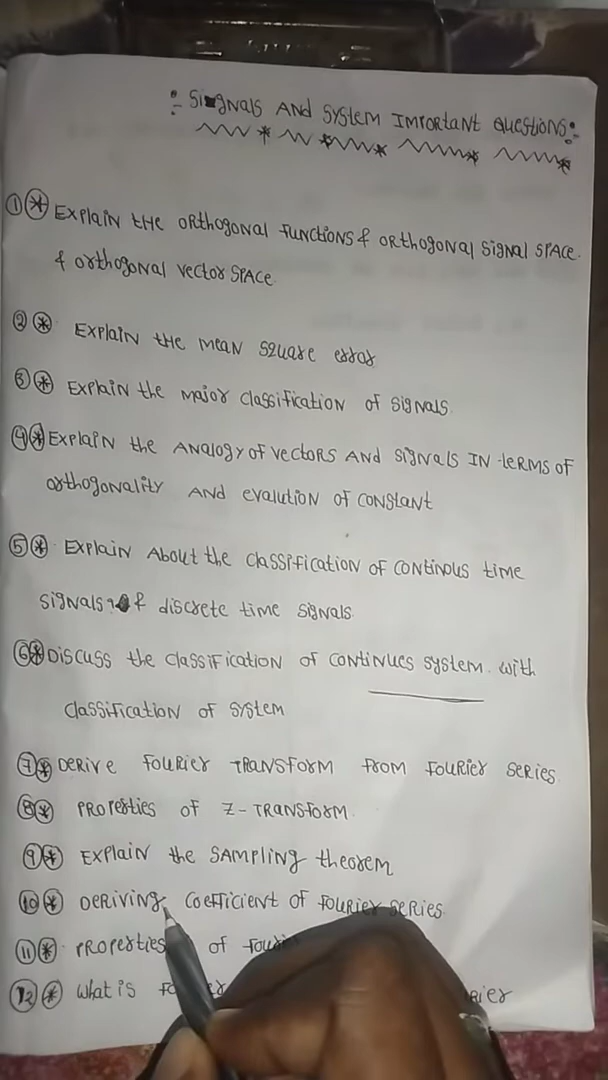 :- Signals AND System Important Questions:-
① * Explain the orthogonal functions & orthogonal signal space
& orthogonal vector space
② * Explain the mean square error
③ * Explain the major classification of signals
④ * Explain the Analogy of vectors AND signals IN terms of
orthogonality AND evalution of constant
⑤ * Explain About the classification of continous time
signals & discrete time signals
⑥ * Discuss the classification of continues system with
classification of system
⑦ * Derive Fourier transform from Fourier series
⑧ * Properties of Z-transform
⑨ * Explain the sampling theorem
⑩ * Deriving coefficient of Fourier series
⑪ * Properties of
⑫ * What is